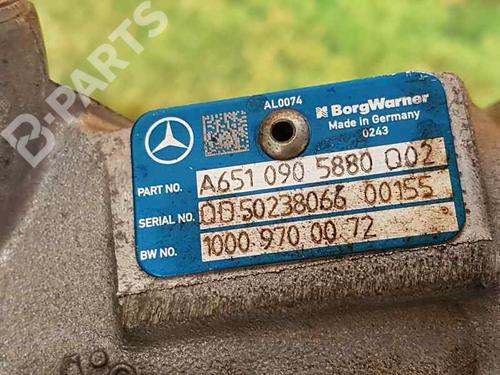 B-PARTS
AL0074
BorgWarner
Made in Germany
0243
PART NO. A651 090 5880 Q02
SERIAL NO. QD50238066 00155
BW NO. 1000 970 00 72